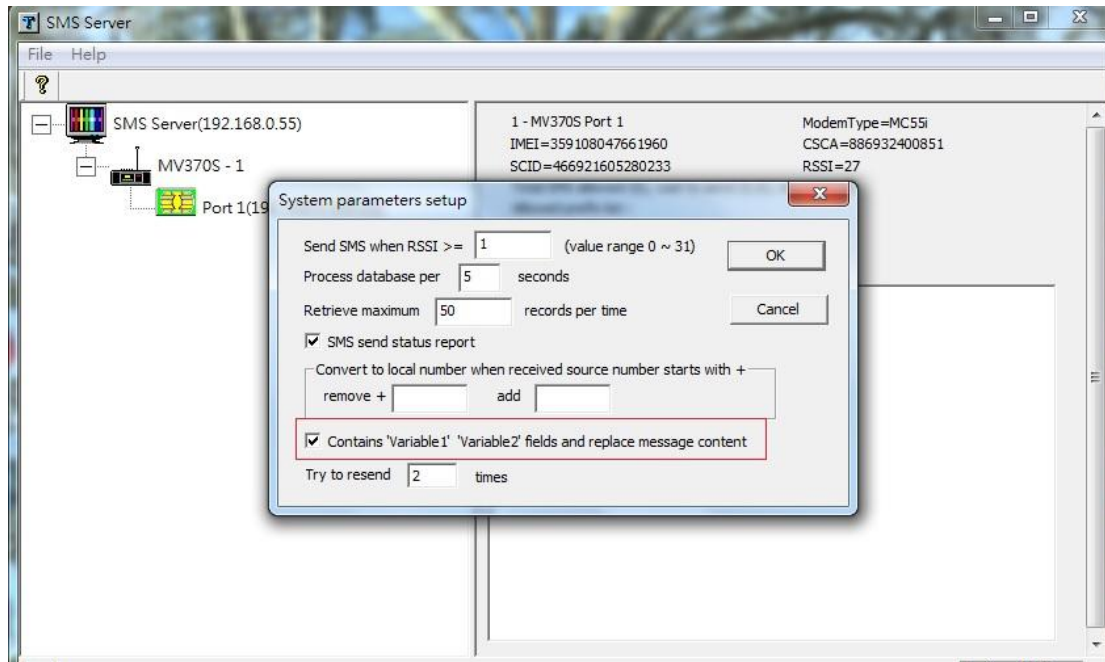 SMS Server
File Help
SMS Server(192.168.0.55)
MV370S - 1
Port 1(19
1 - MV370S Port 1 ModemType=MC55i
IMEI=359108047661960 CSCA=886932400851
SCID=466921605280233 RSSI=27
System parameters setup
Send SMS when RSSI >= 1 (value range 0 ~ 31)
OK
Process database per 5 seconds
Retrieve maximum 50 records per time
Cancel
SMS send status report
Convert to local number when received source number starts with +
remove + add
Contains 'Variable1' 'Variable2' fields and replace message content
Try to resend 2 times